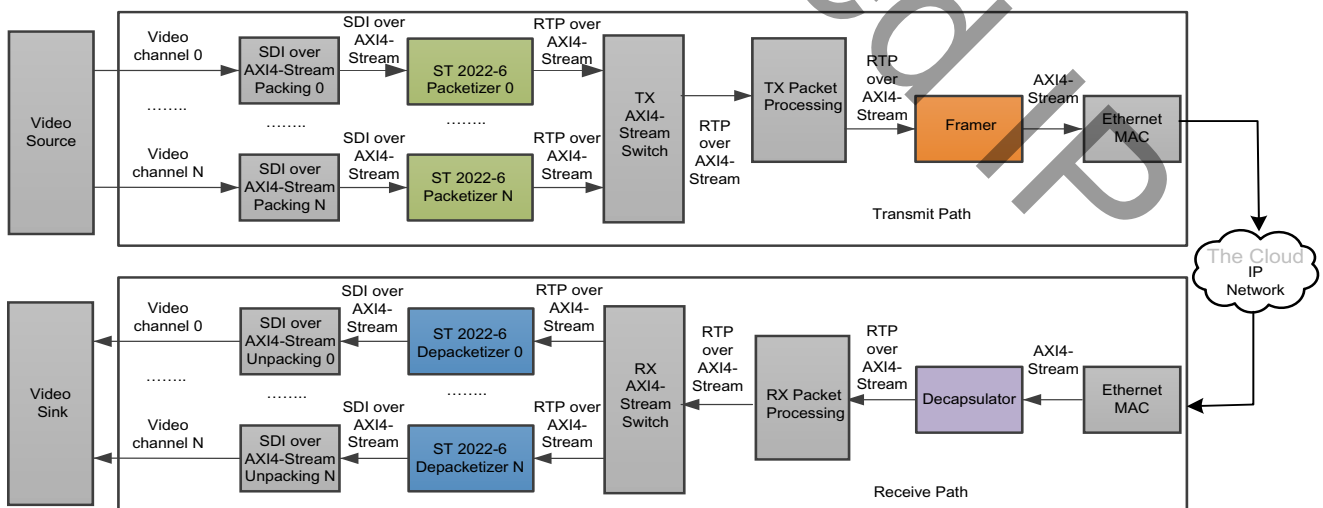 Video
Source
Video
channel 0
........
Video
channel N
SDI over
AXI4-Stream
Packing 0
........
SDI over
AXI4-Stream
Packing N
SDI over
AXI4-
Stream
SDI over
AXI4-
Stream
ST 2022-6
Packetizer 0
........
ST 2022-6
Packetizer N
RTP over
AXI4-
Stream
RTP over
AXI4-
Stream
TX
AXI4-
Stream
Switch
RTP
over
AXI4-
Stream
TX Packet
Processing
RTP
over
AXI4-
Stream
Framer
AXI4-
Stream
Ethernet
MAC
Transmit Path
The Cloud
IP
Network
Video
Sink
Video
channel 0
........
Video
channel N
SDI over
AXI4-Stream
Unpacking 0
........
SDI over
AXI4-Stream
Unpacking N
SDI over
AXI4-
Stream
SDI over
AXI4-
Stream
ST 2022-6
Depacketizer 0
........
ST 2022-6
Depacketizer N
RTP over
AXI4-
Stream
RTP over
AXI4-
Stream
RX
AXI4-
Stream
Switch
RTP
over
AXI4-
Stream
RX Packet
Processing
RTP
over
AXI4-
Stream
Decapsulator
AXI4-
Stream
Ethernet
MAC
Receive Path
d IP